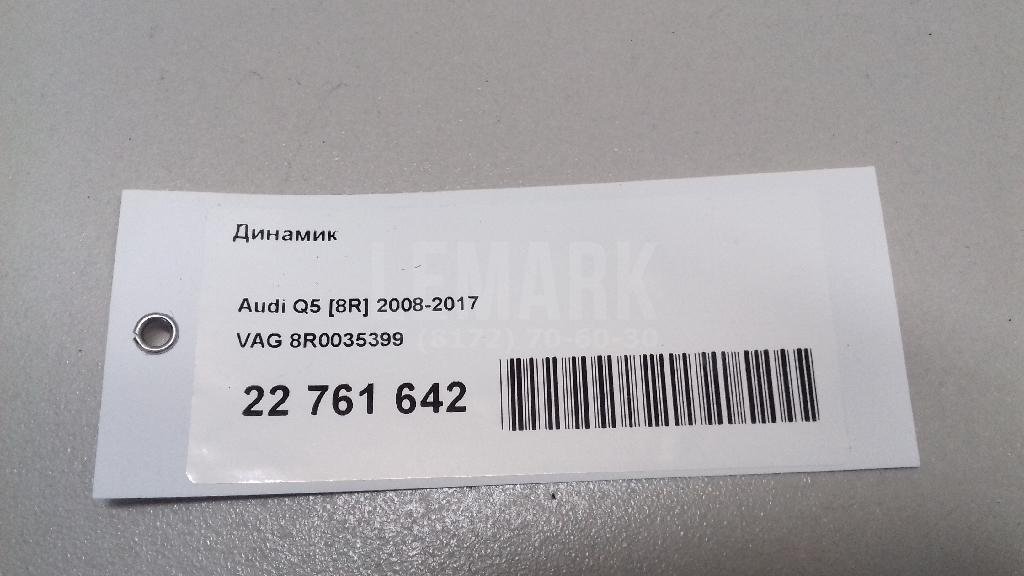 Динамик
LEMARK
Audi Q5 [8R] 2008-2017
VAG 8R0035399
(8172) 70-60-30
22 761 642